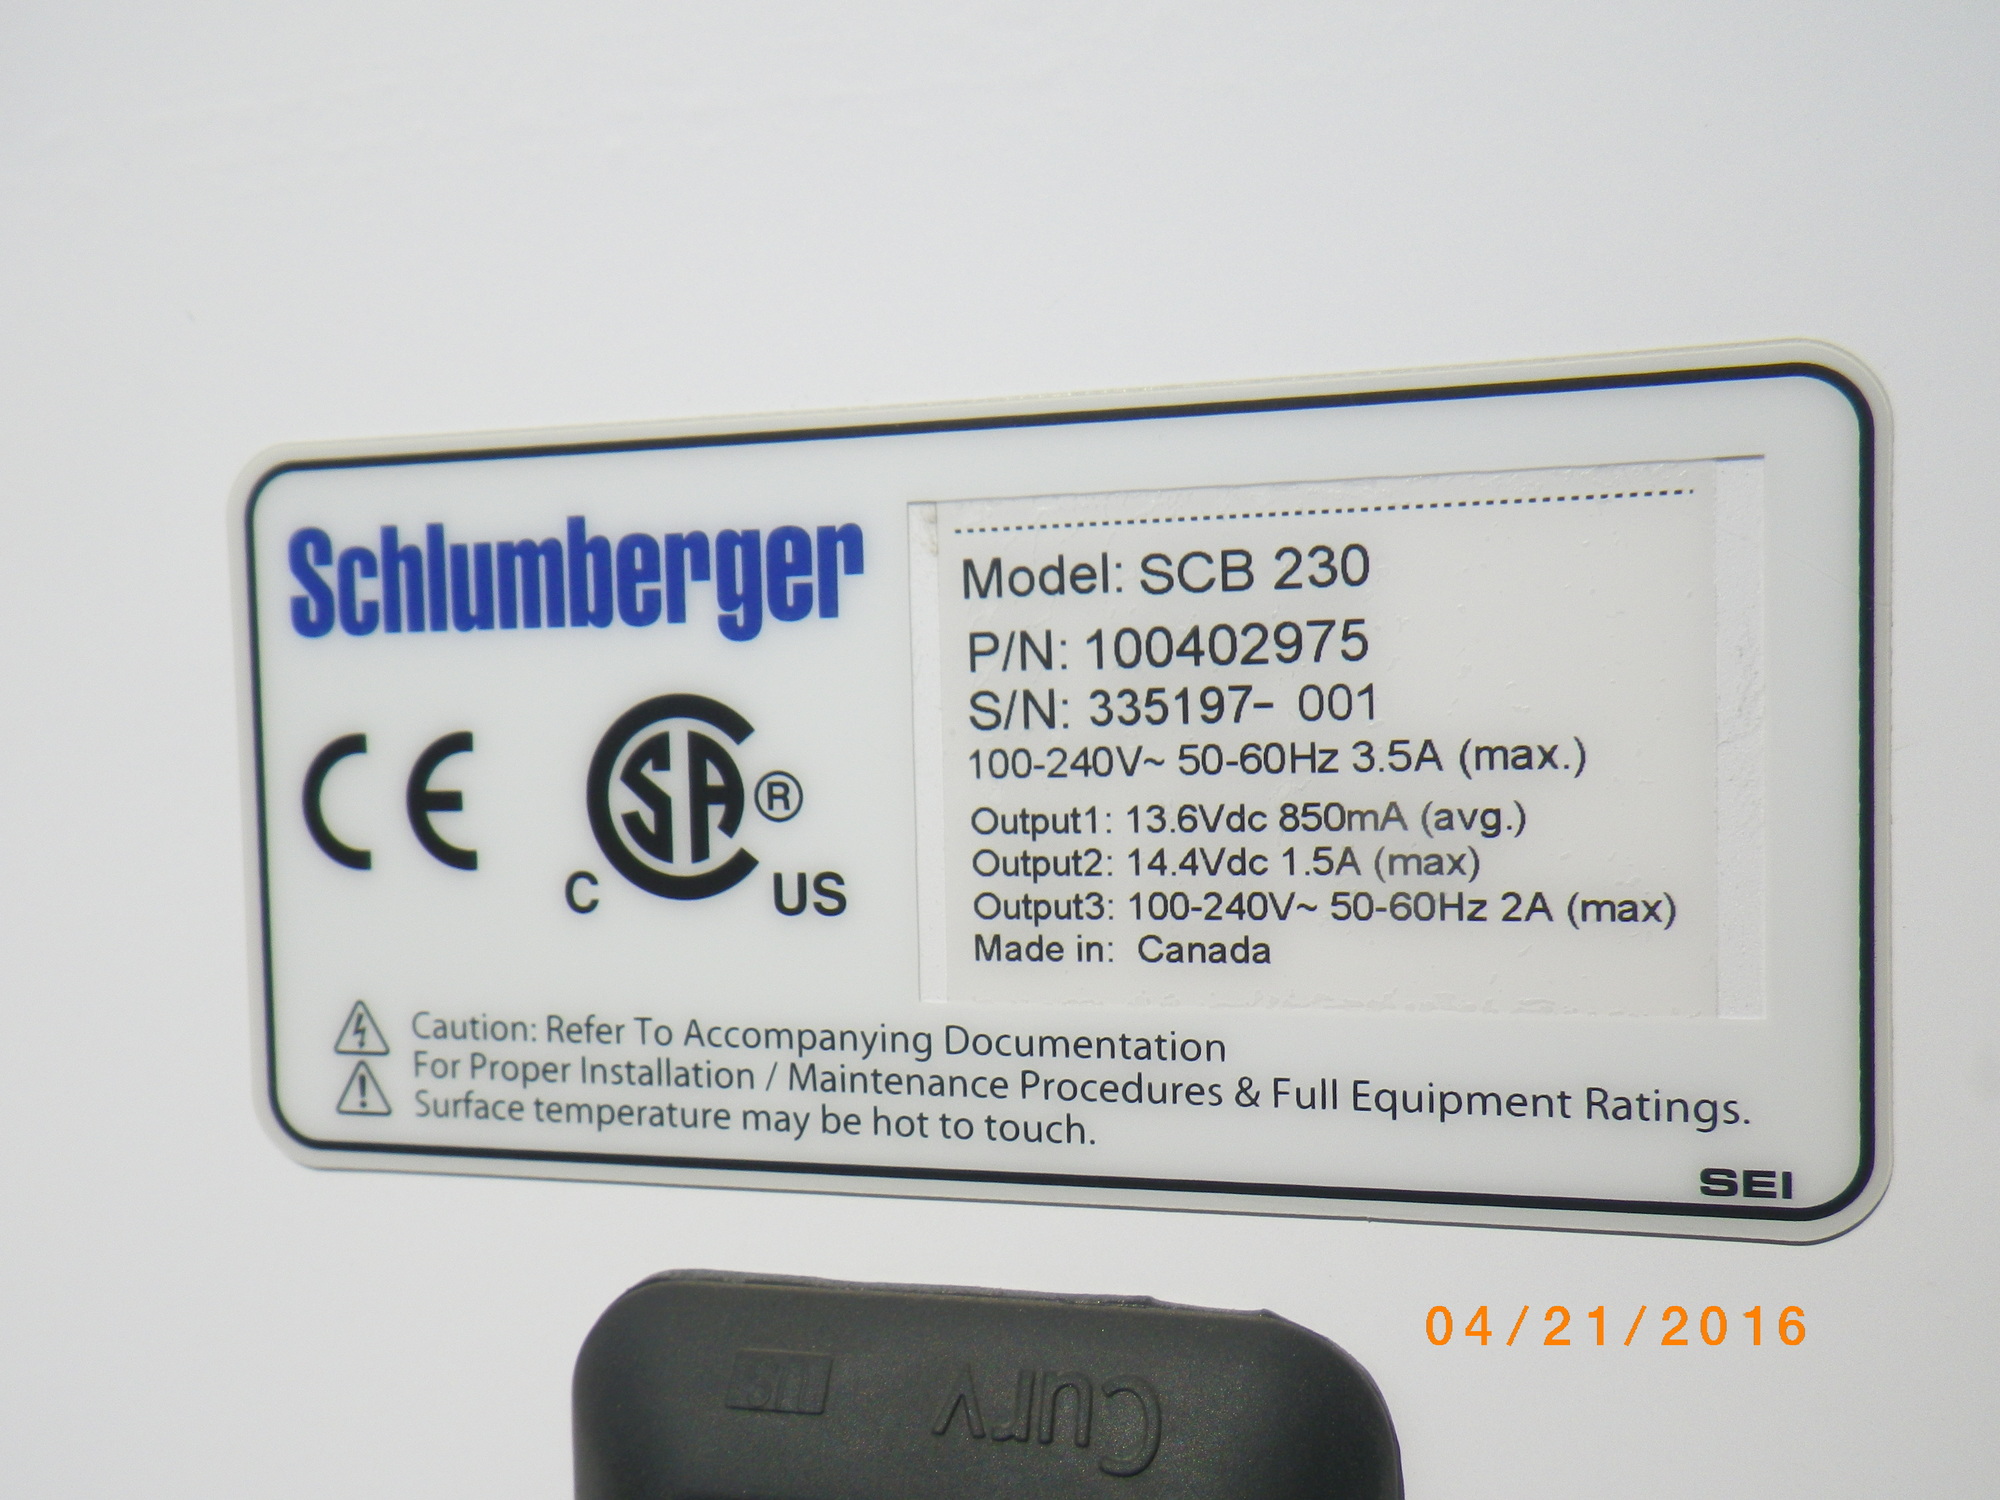 Schlumberger
CE
CSA ®
C US
Model: SCB 230
P/N: 100402975
S/N: 335197- 001
100-240V~ 50-60Hz 3.5A (max.)
Output1: 13.6Vdc 850mA (avg.)
Output2: 14.4Vdc 1.5A (max)
Output3: 100-240V~ 50-60Hz 2A (max)
Made in: Canada
Caution: Refer To Accompanying Documentation
For Proper Installation / Maintenance Procedures & Full Equipment Ratings.
Surface temperature may be hot to touch.
SEI
04/21/2016
Curv